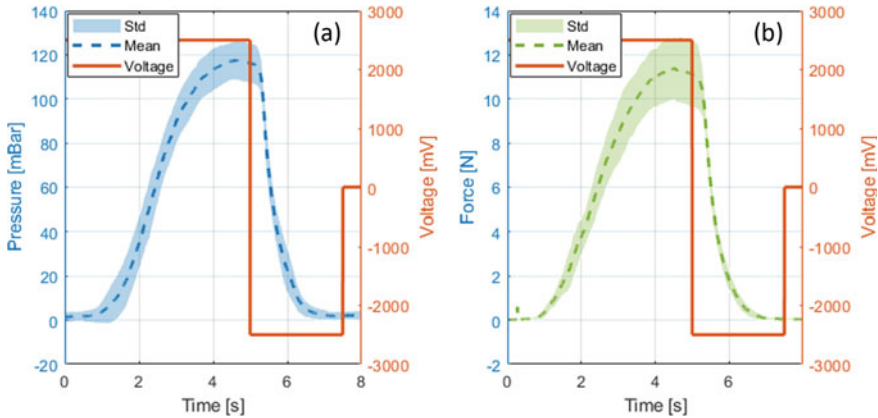 140
120
100
80
60
40
20
0
-20
Pressure [mBar]
Std
Mean
Voltage
(a)
3000
2000
1000
0
-1000
-2000
-3000
Voltage [mV]
0 2 4 6 8
Time [s]
14
12
10
8
6
4
2
0
-2
Force [N]
Std
Mean
Voltage
(b)
3000
2000
1000
0
-1000
-2000
-3000
Voltage [mV]
0 2 4 6
Time [s]